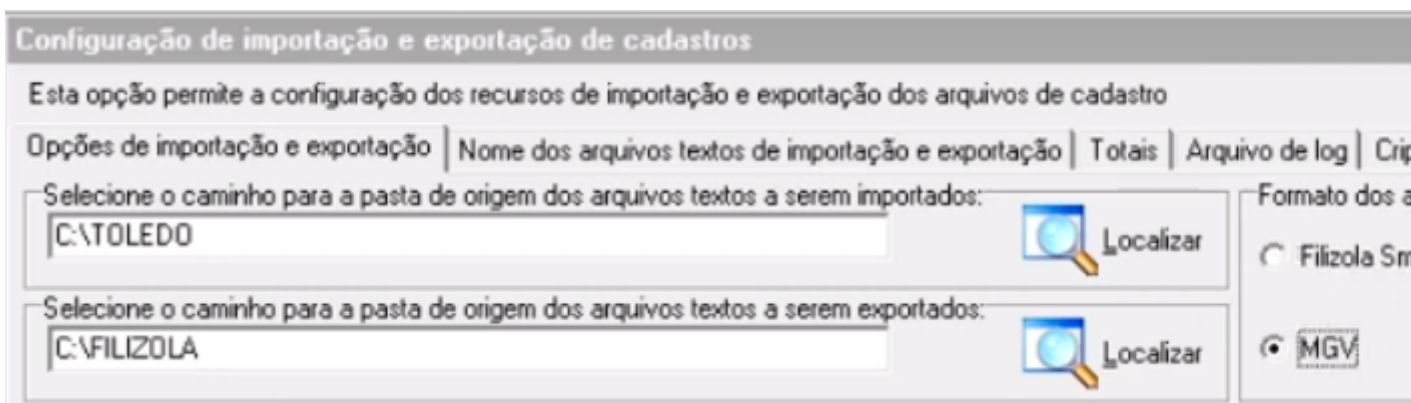 Configuração de importação e exportação de cadastros
Esta opção permite a configuração dos recursos de importação e exportação dos arquivos de cadastro
Opções de importação e exportação Nome dos arquivos textos de importação e exportação Totais Arquivo de log
Selecione o caminho para a pasta de origem dos arquivos textos a serem importados: Formato dos
C:\TOLEDO Localizar
Filizola
Selecione o caminho para a pasta de origem dos arquivos textos a serem exportados:
C:\FILIZOLA Localizar
MGV